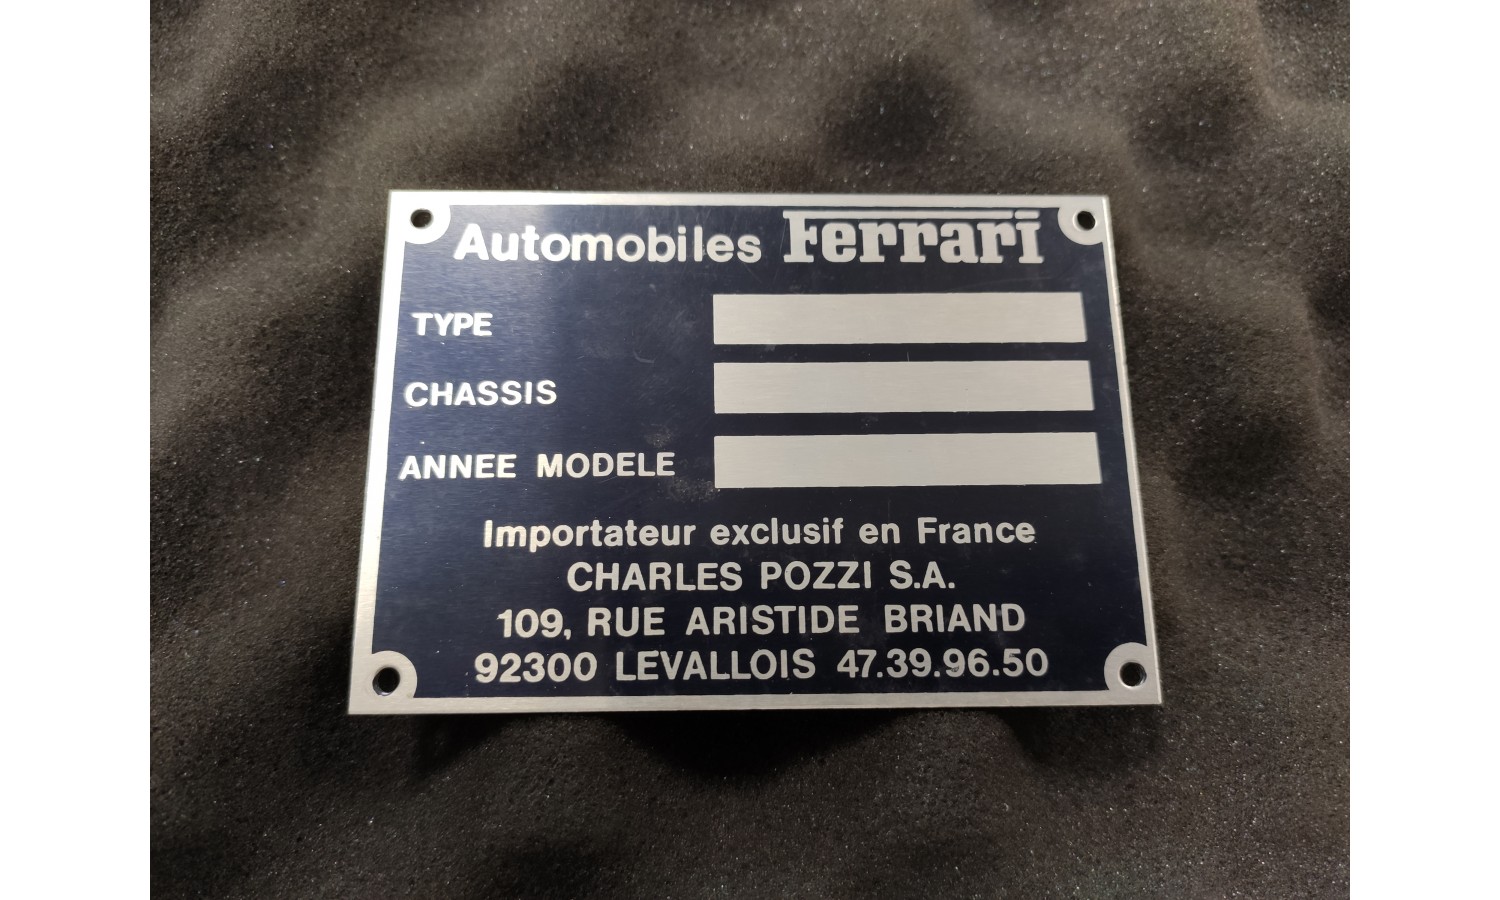 Automobiles Ferrari
TYPE
CHASSIS
ANNEE MODELE
Importateur exclusif en France
CHARLES POZZI S.A.
109, RUE ARISTIDE BRIAND
92300 LEVALLOIS 47.39.96.50